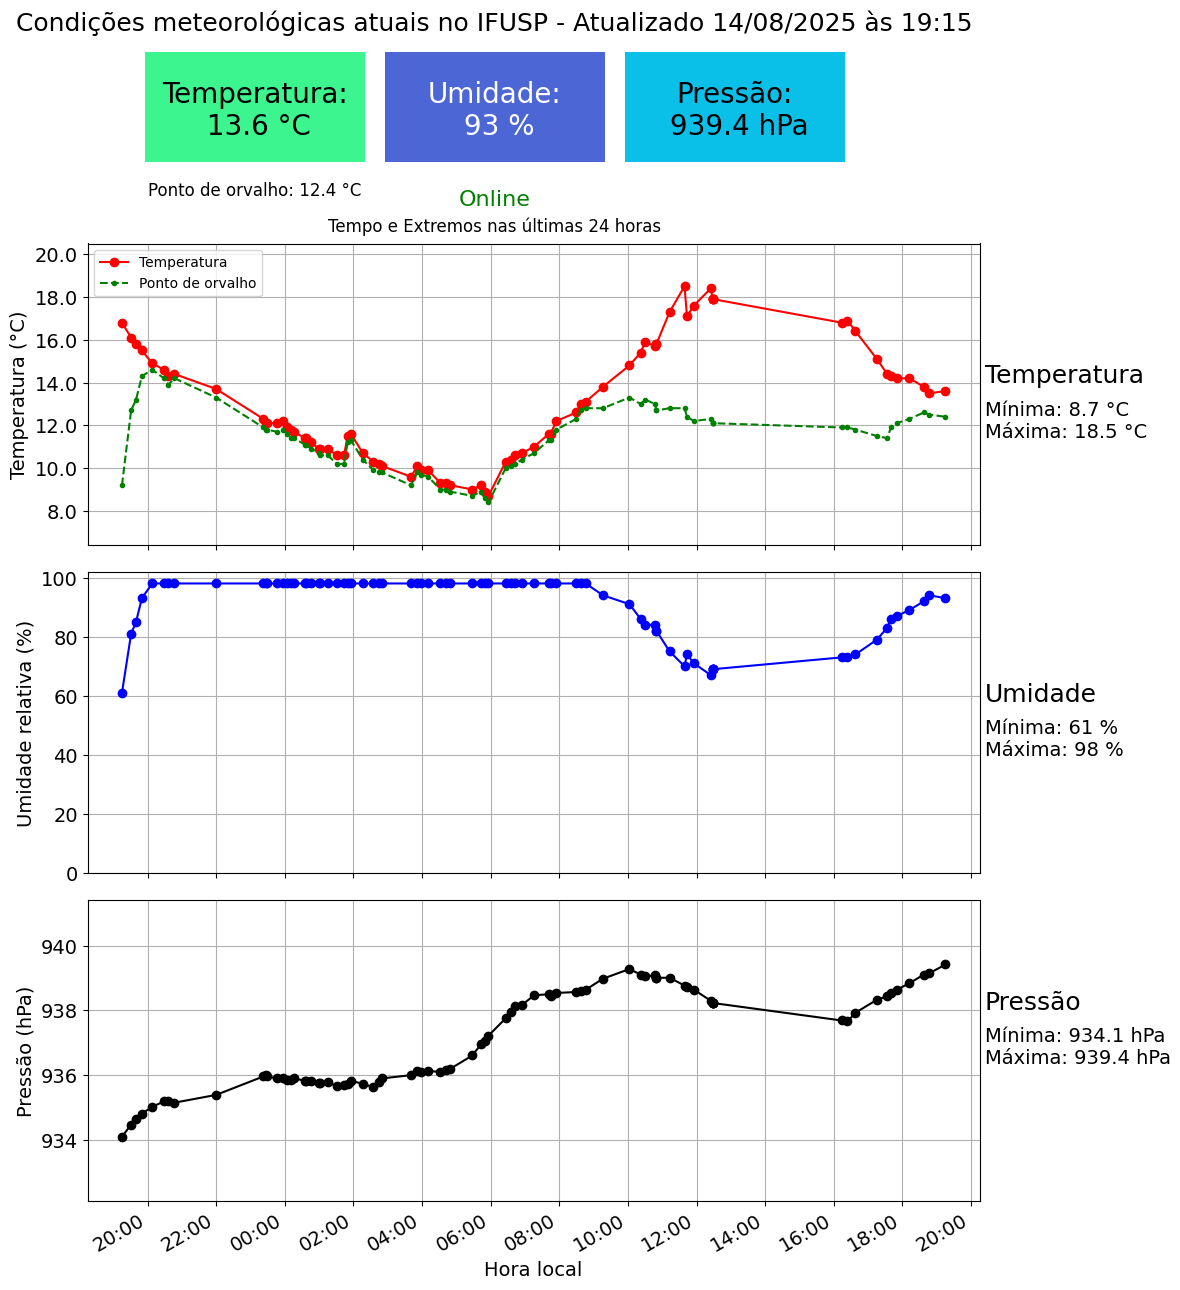 Condições meteorológicas atuais no IFUSP - Atualizado 14/08/2025 às 19:15
Temperatura:
13.6 °C
Umidade:
93 %
Pressão:
939.4 hPa
Ponto de orvalho: 12.4 °C
Online
Tempo e Extremos nas últimas 24 horas
Temperatura (°C)
20.0
18.0
16.0
14.0
12.0
10.0
8.0
Temperatura
Ponto de orvalho
Temperatura
Mínima: 8.7 °C
Máxima: 18.5 °C
Umidade relativa (%)
100
80
60
40
20
0
Umidade
Mínima: 61 %
Máxima: 98 %
Pressão (hPa)
940
938
936
934
Pressão
Mínima: 934.1 hPa
Máxima: 939.4 hPa
20:00 22:00 00:00 02:00 04:00 06:00 08:00 10:00 12:00 14:00 16:00 18:00 20:00
Hora local